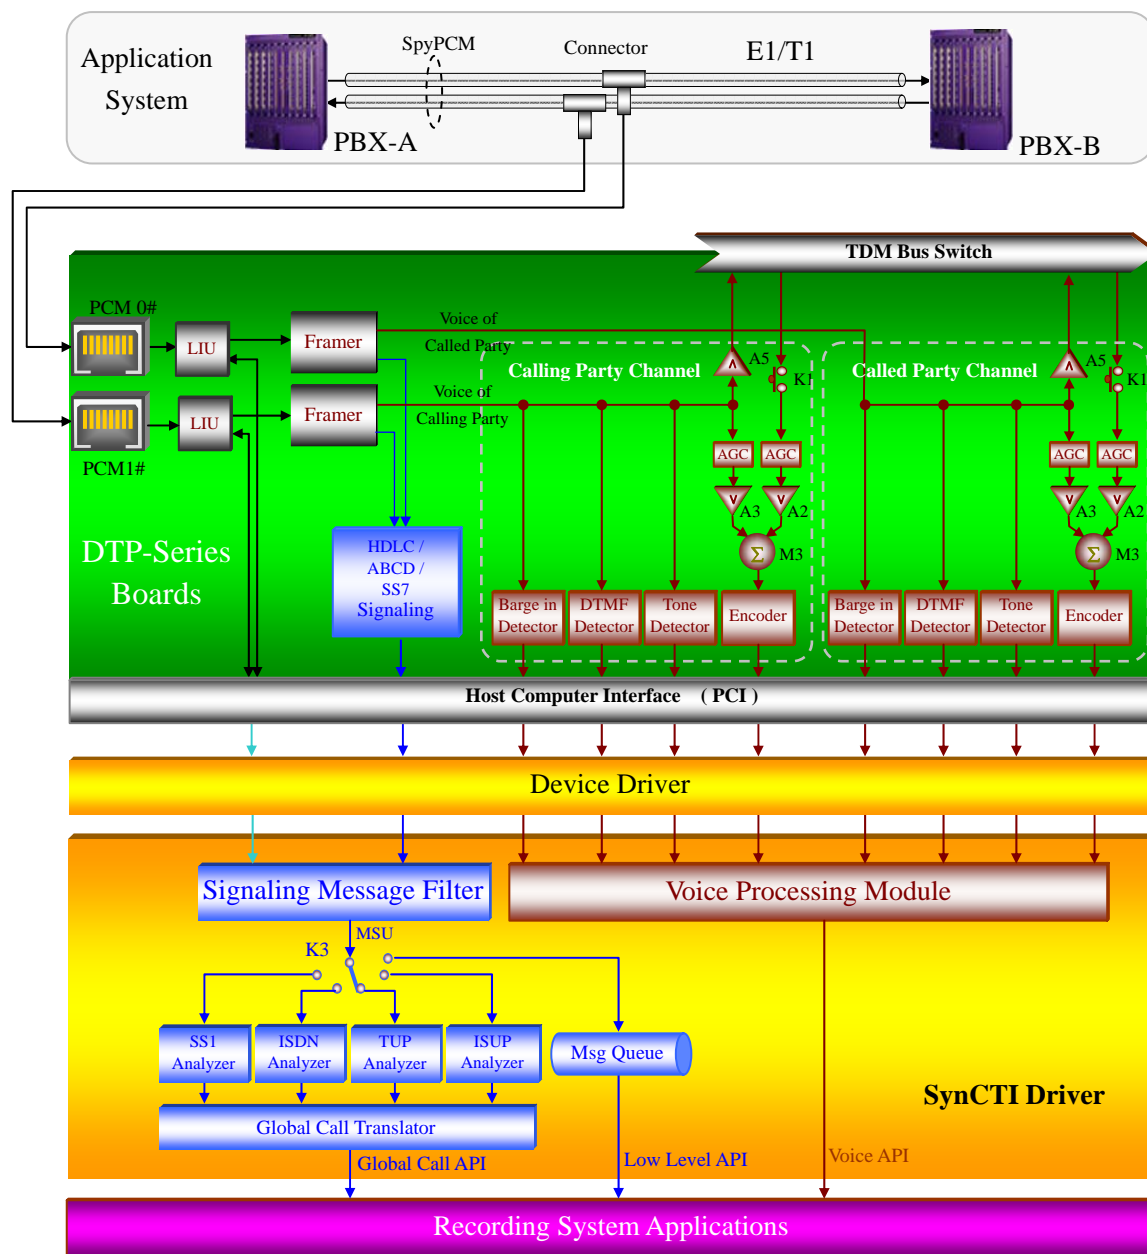 Application
System
SpyPCM
Connector
E1/T1
PBX-A
PBX-B
TDM Bus Switch
PCM 0#
LIU
Framer
Voice of
Called Party
Calling Party Channel
A5
K1
Called Party Channel
A5
K1
PCM1#
LIU
Framer
Voice of
Calling Party
AGC
AGC
AGC
AGC
A3
A2
A3
A2
Σ
M3
Σ
M3
DTP-Series
Boards
HDLC /
ABCD /
SS7
Signaling
Barge in
Detector
DTMF
Detector
Tone
Detector
Encoder
Barge in
Detector
DTMF
Detector
Tone
Detector
Encoder
Host Computer Interface ( PCI )
Device Driver
Signaling Message Filter
Voice Processing Module
MSU
K3
SS1
Analyzer
ISDN
Analyzer
TUP
Analyzer
ISUP
Analyzer
Msg Queue
SynCTI Driver
Global Call Translator
Global Call API
Low Level API
Voice API
Recording System Applications